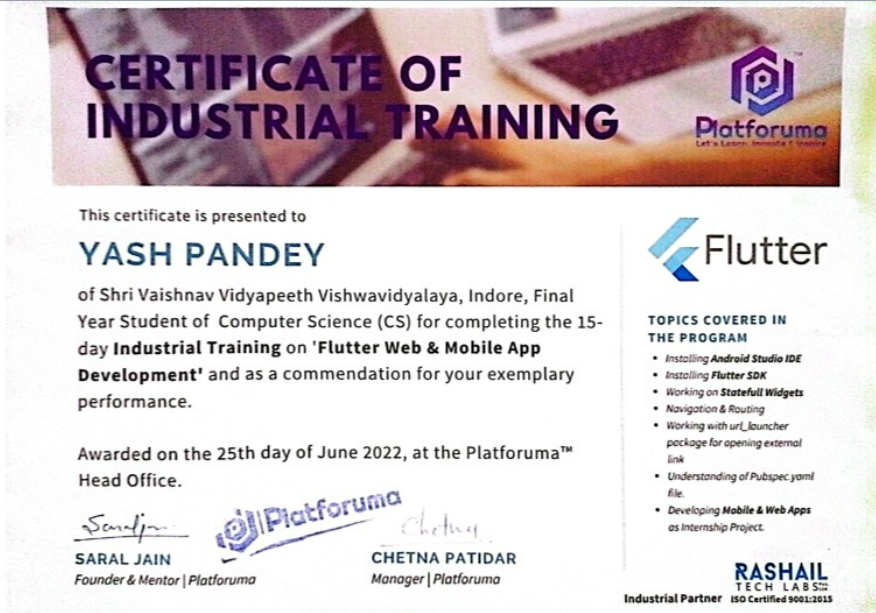 CERTIFICATE OF
INDUSTRIAL TRAINING
Platforuma
Let's Learn, Innovate & Inspire
This certificate is presented to
YASH PANDEY
of Shri Vaishnav Vidyapeeth Vishwavidyalaya, Indore, Final
Year Student of Computer Science (CS) for completing the 15-
day Industrial Training on 'Flutter Web & Mobile App
Development' and as a commendation for your exemplary
performance.
Awarded on the 25th day of June 2022, at the Platforuma™
Head Office.
Platforuma
Chetna
SARAL JAIN
Founder & Mentor | Platforuma
CHETNA PATIDAR
Manager | Platforuma
Flutter
TOPICS COVERED IN
THE PROGRAM
• Installing Android Studio IDE
• Installing Flutter SDK
• Working on Statefull Widgets
• Navigation & Routing
• Working with url_launcher
package for opening external
link
• Understanding of Pubspec.yaml
file.
• Developing Mobile & Web Apps
as Internship Project.
RASHAIL
TECH LABS
Industrial Partner ISO Certified 9001:2015